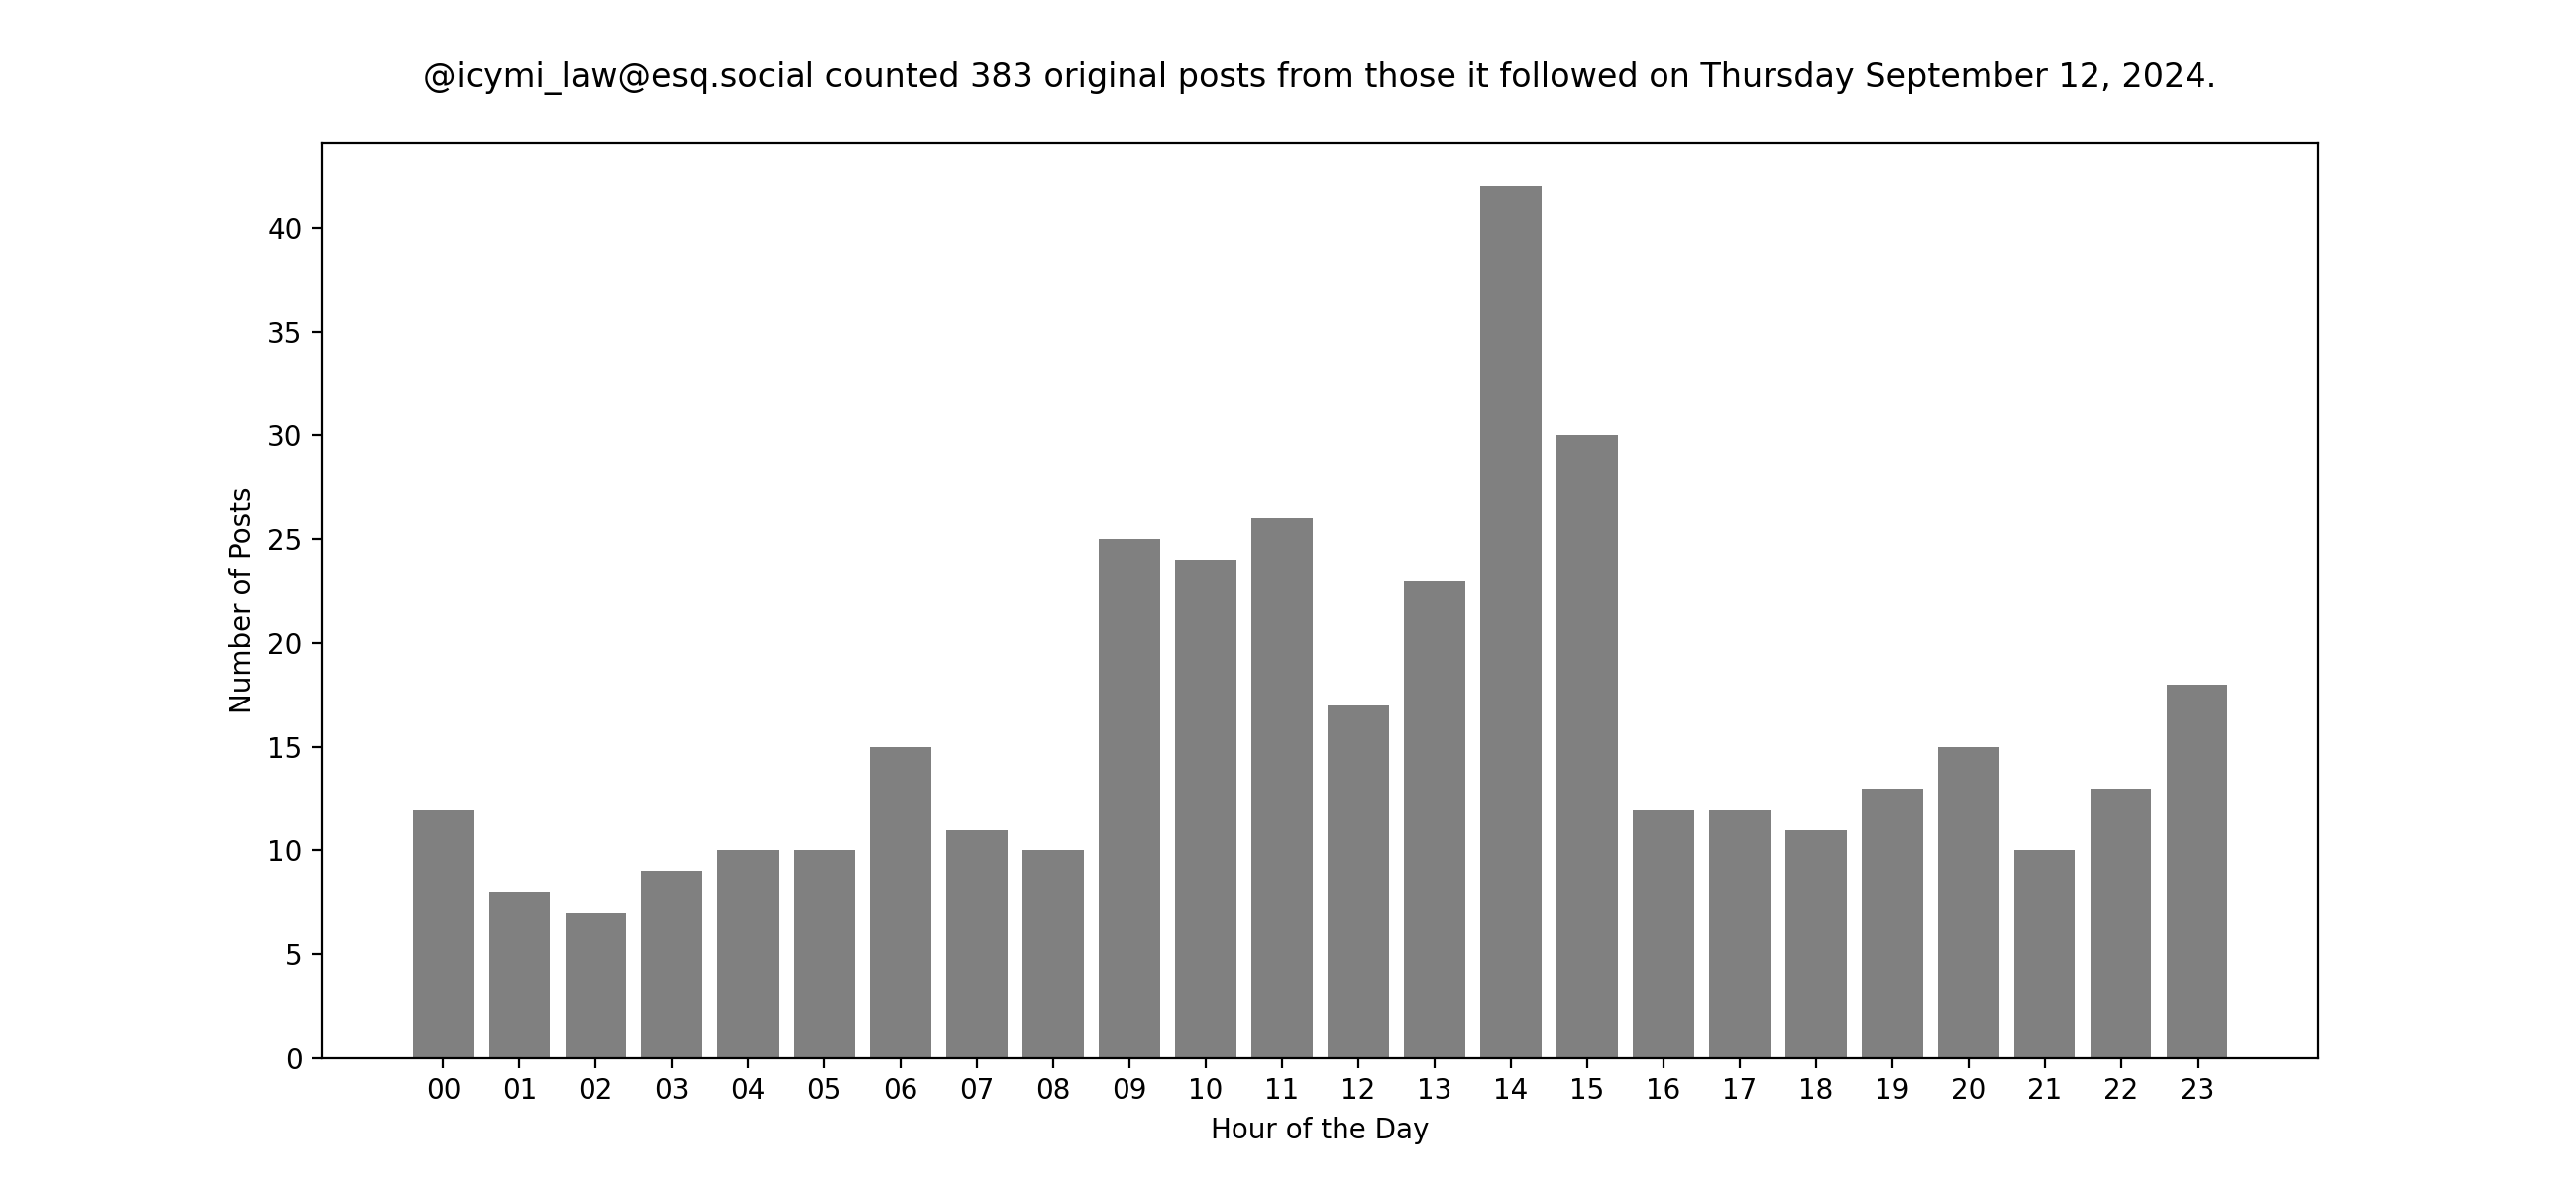 @icymi_law@esq.social counted 383 original posts from those it followed on Thursday September 12, 2024.
40
35
30
25
20
15
10
5
0
Number of Posts
00 01 02 03 04 05 06 07 08 09 10 11 12 13 14 15 16 17 18 19 20 21 22 23
Hour of the Day